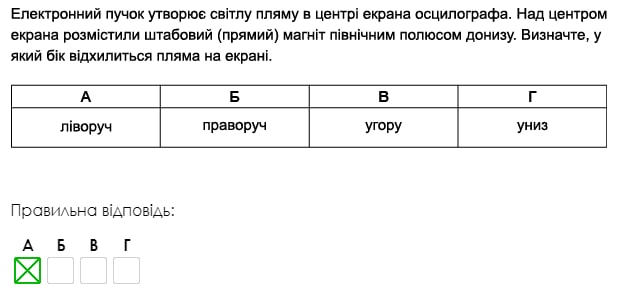 Електронний пучок утворює світлу пляму в центрі екрана осцилографа. Над центром
екрана розмістили штабовий (прямий) магніт північним полюсом донизу. Визначте, у
який бік відхилиться пляма на екрані.
А Б В Г
ліворуч праворуч угору униз
Правильна відповідь:
А Б В Г